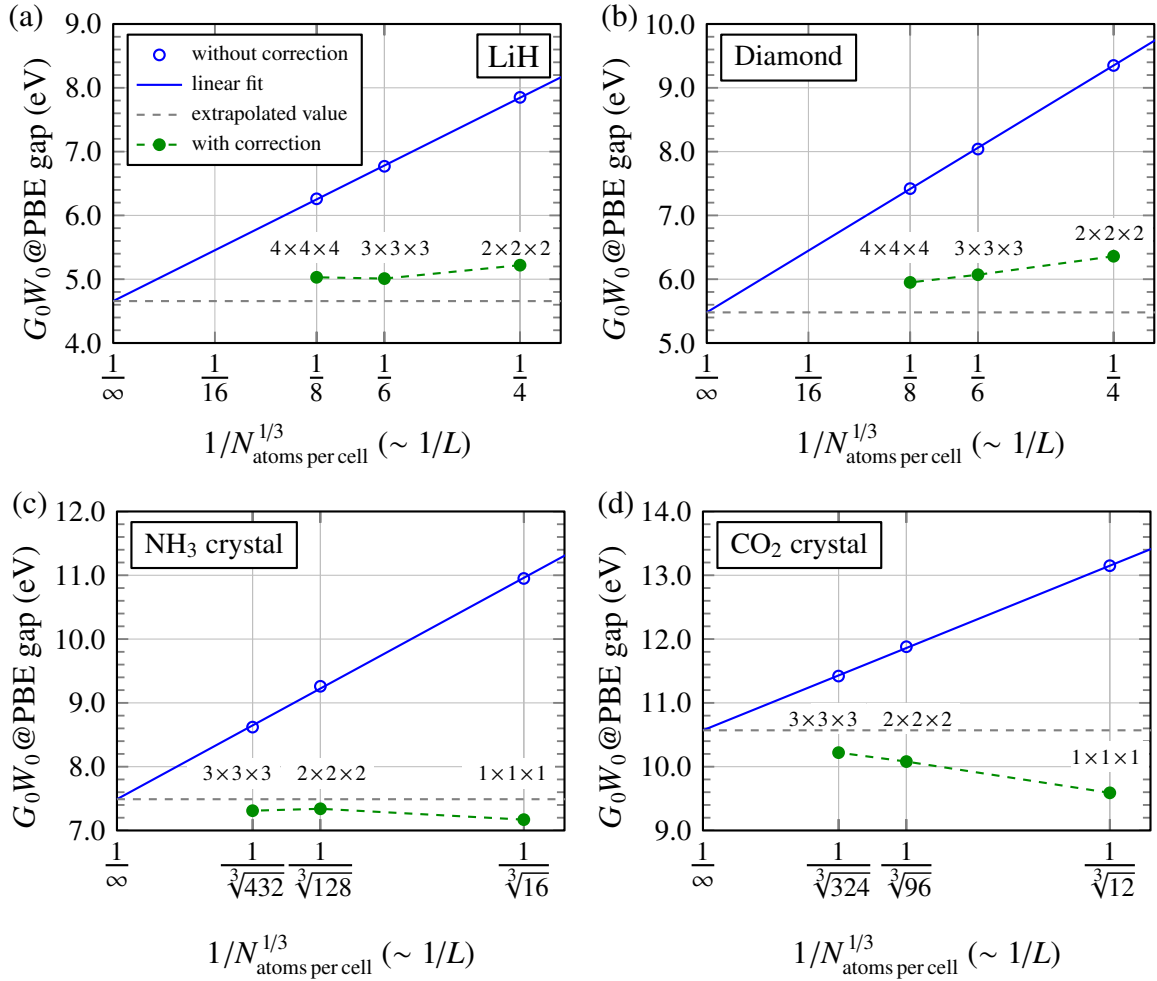 (a)
9.0
8.0
7.0
6.0
5.0
4.0
G₀W₀@PBE gap (eV)
without correction
linear fit
extrapolated value
with correction
LiH
4×4×4 3×3×3 2×2×2
1/∞ 1/16 1/8 1/6 1/4
1/N^{1/3}_{atoms per cell} (∼ 1/L)
(b)
10.0
9.0
8.0
7.0
6.0
5.0
G₀W₀@PBE gap (eV)
Diamond
4×4×4 3×3×3 2×2×2
1/∞ 1/16 1/8 1/6 1/4
1/N^{1/3}_{atoms per cell} (∼ 1/L)
(c)
12.0
11.0
10.0
9.0
8.0
7.0
G₀W₀@PBE gap (eV)
NH₃ crystal
3×3×3 2×2×2 1×1×1
1/∞ 1/∛432 1/∛128 1/∛16
1/N^{1/3}_{atoms per cell} (∼ 1/L)
(d)
14.0
13.0
12.0
11.0
10.0
9.0
G₀W₀@PBE gap (eV)
CO₂ crystal
3×3×3 2×2×2 1×1×1
1/∞ 1/∛324 1/∛96 1/∛12
1/N^{1/3}_{atoms per cell} (∼ 1/L)